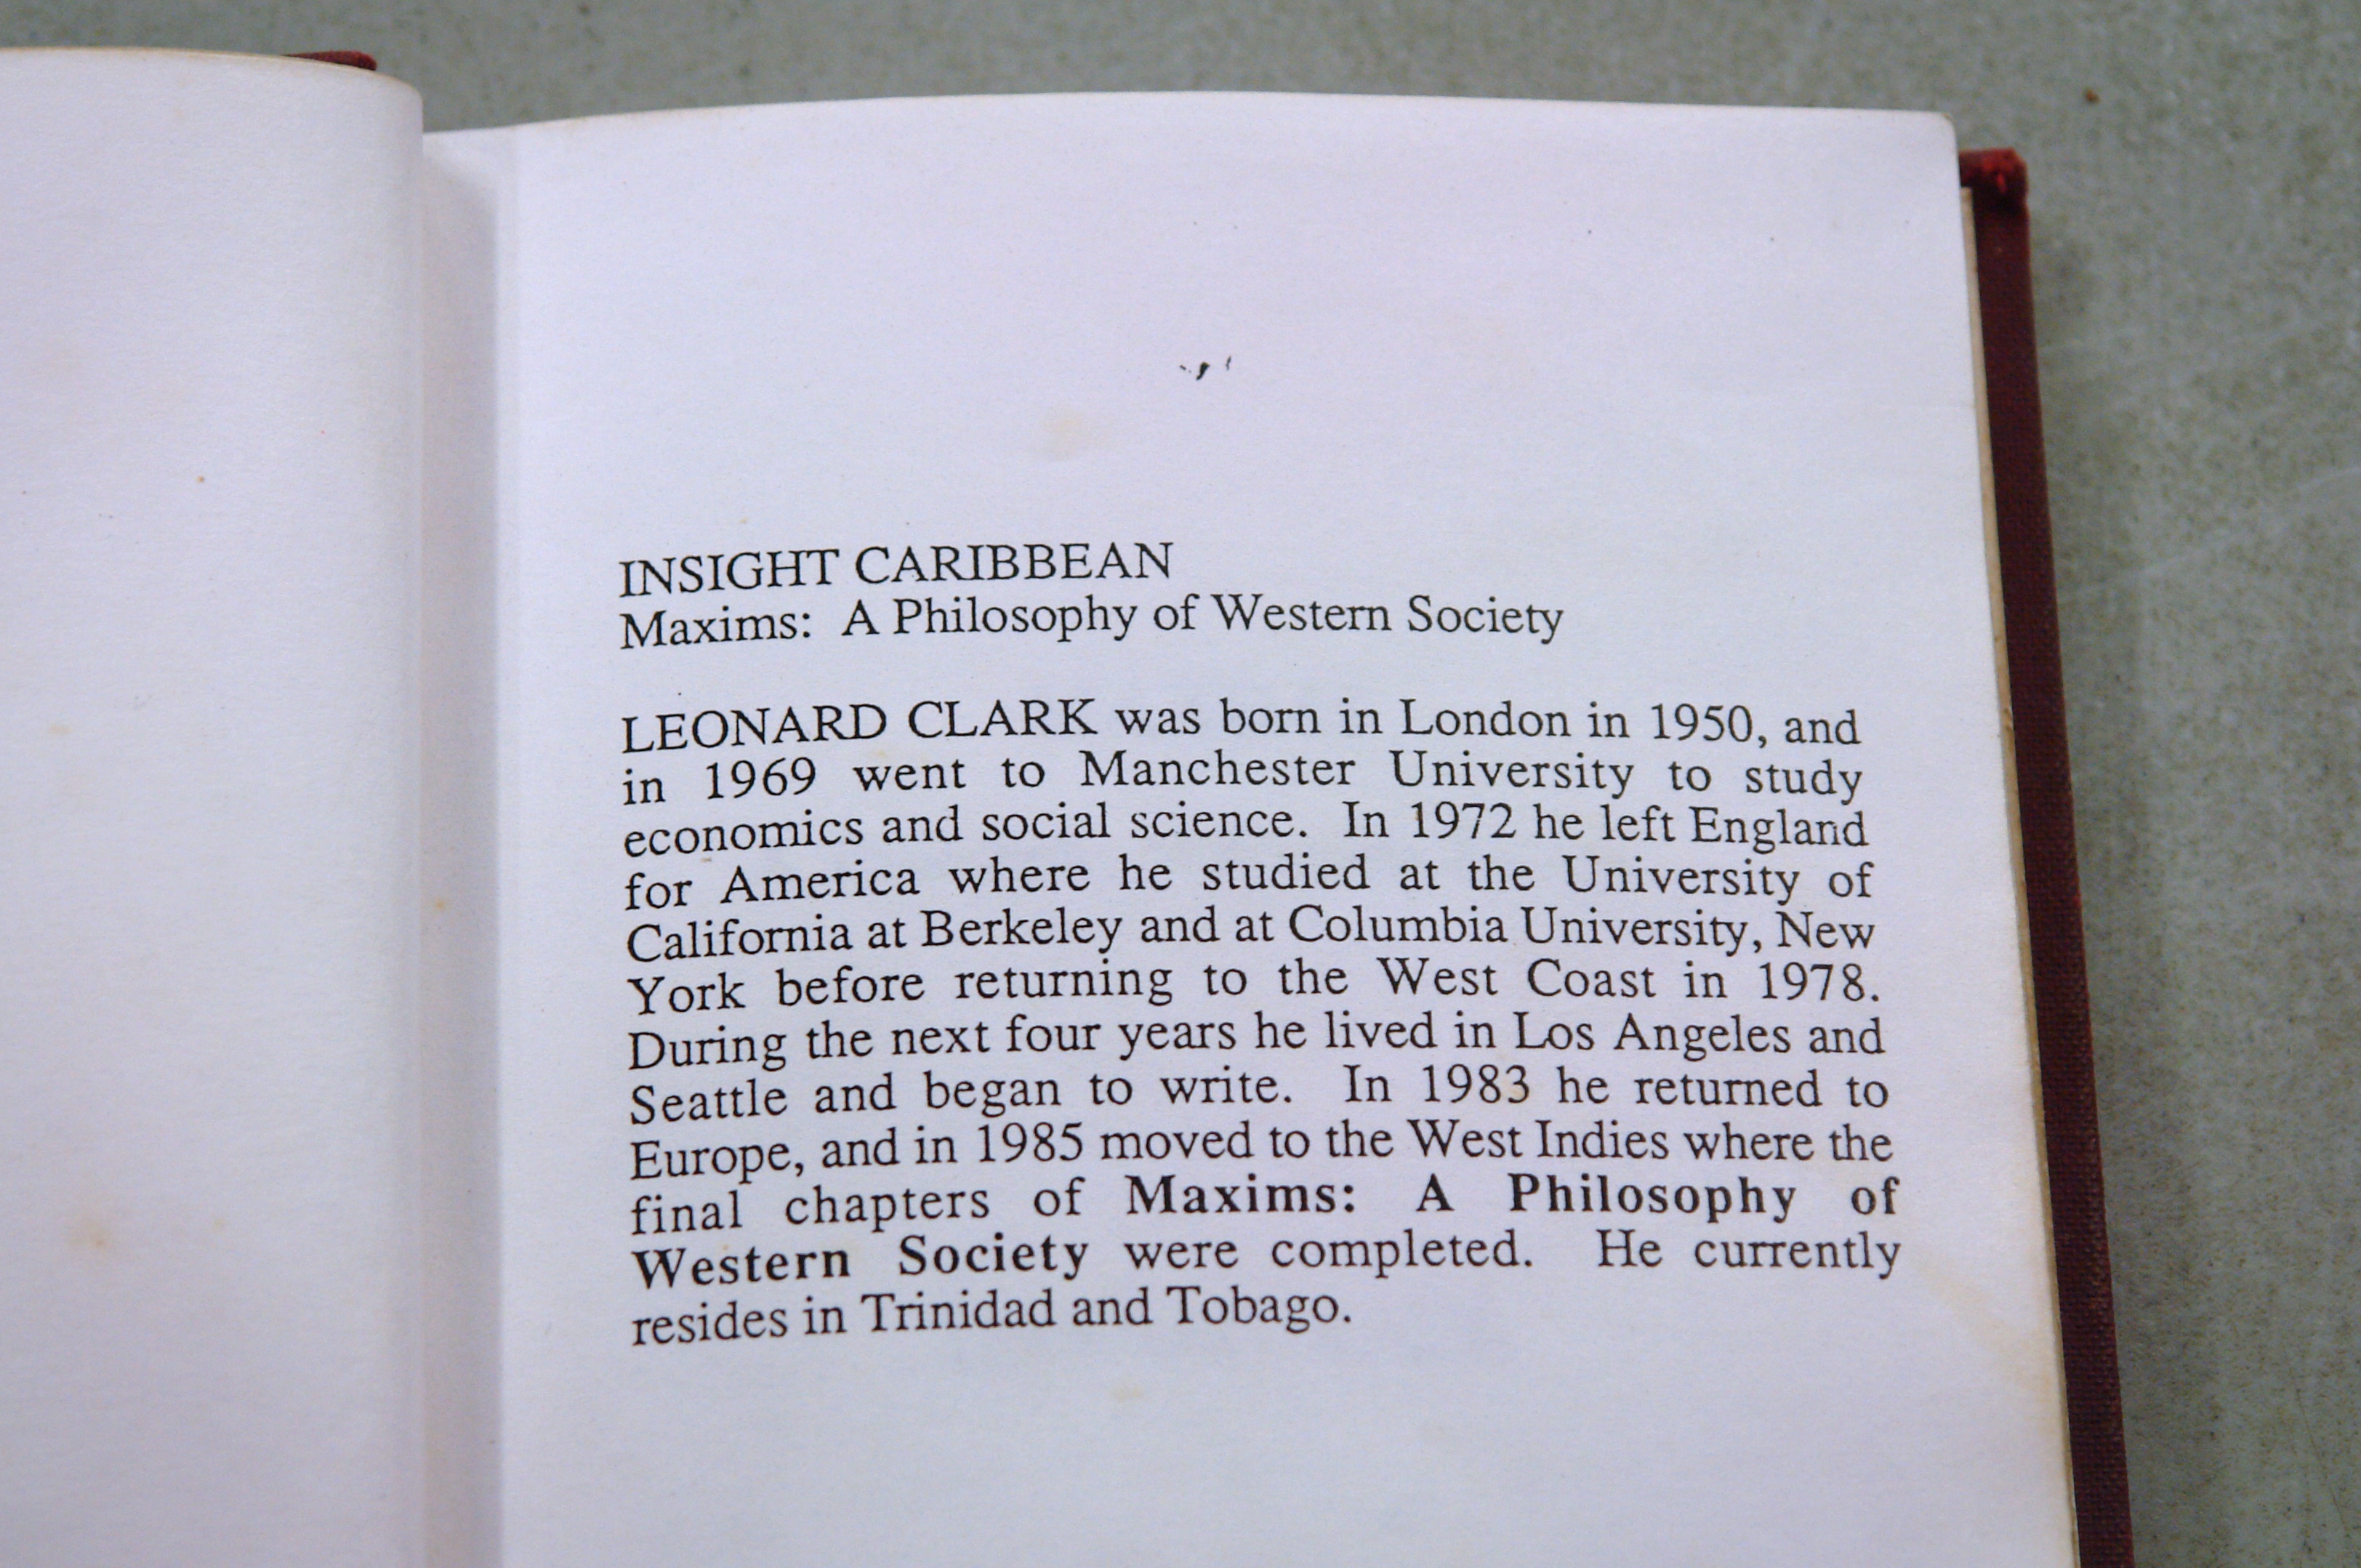 INSIGHT CARIBBEAN
Maxims: A Philosophy of Western Society
LEONARD CLARK was born in London in 1950, and
in 1969 went to Manchester University to study
economics and social science. In 1972 he left England
for America where he studied at the University of
California at Berkeley and at Columbia University, New
York before returning to the West Coast in 1978.
During the next four years he lived in Los Angeles and
Seattle and began to write. In 1983 he returned to
Europe, and in 1985 moved to the West Indies where the
final chapters of Maxims: A Philosophy of
Western Society were completed. He currently
resides in Trinidad and Tobago.